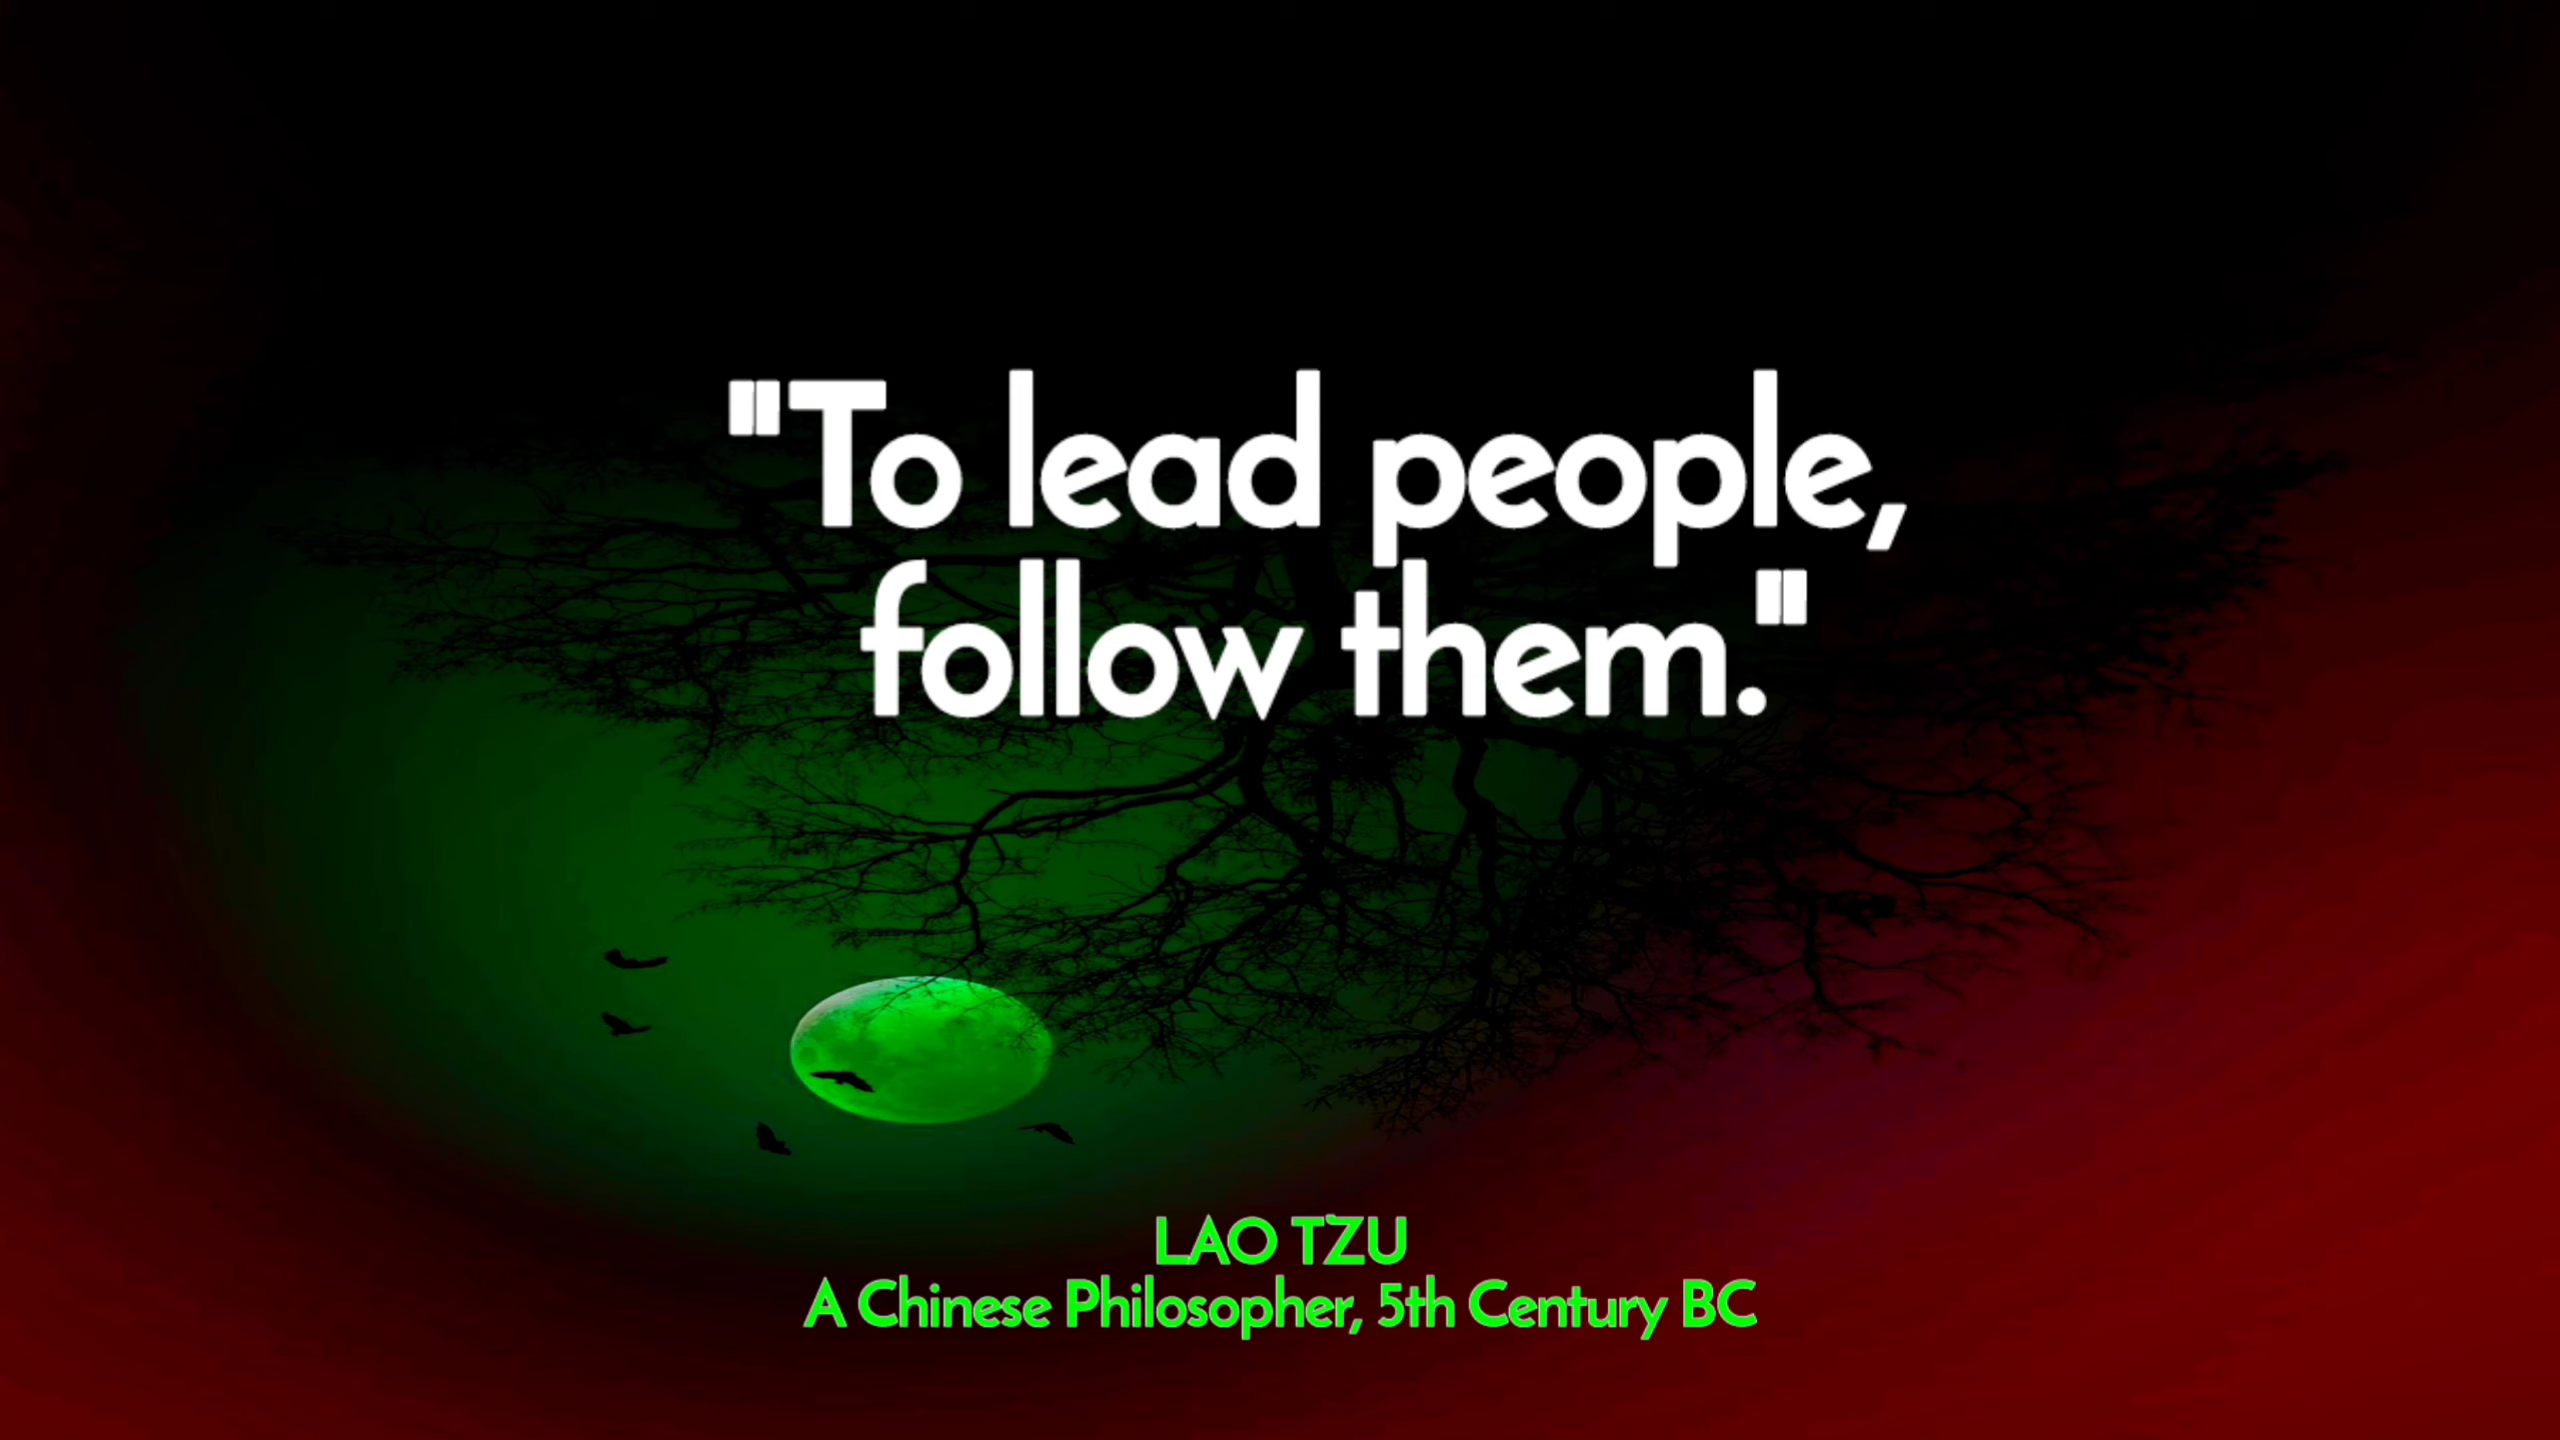 "To lead people,
follow them."
LAO TZU
A Chinese Philosopher, 5th Century BC